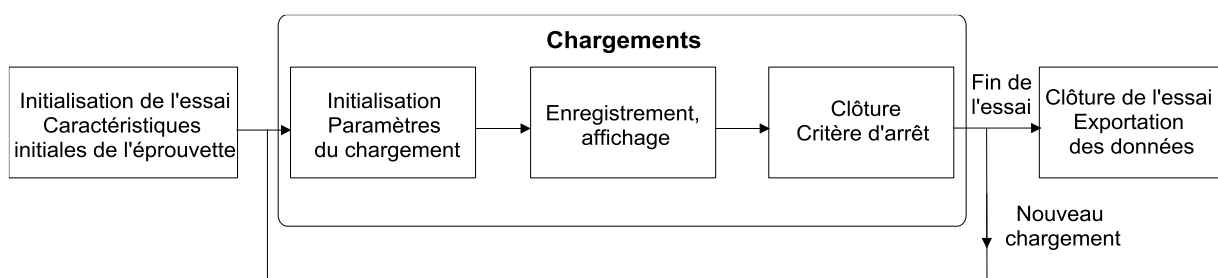 Chargements
Initialisation de l'essai
Caractéristiques
initiales de l'éprouvette
Initialisation
Paramètres
du chargement
Enregistrement,
affichage
Clôture
Critère d'arrêt
Fin de
l'essai
Clôture de l'essai
Exportation
des données
Nouveau
chargement